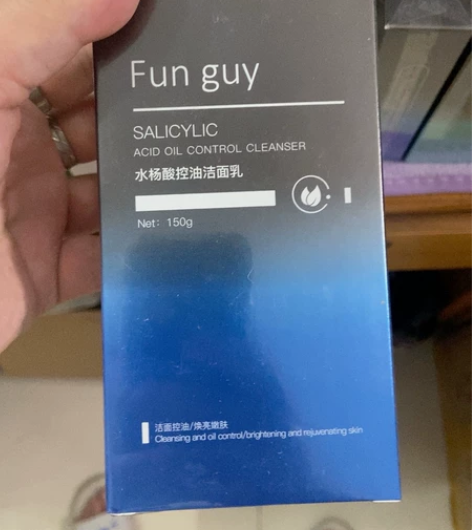 Fun guy
SALICYLIC
ACID OIL CONTROL CLEANSER
水杨酸控油洁面乳
Net: 150g
洁面控油/焕亮嫩肤
Cleansing and oil control/brightening and rejuvenating skin